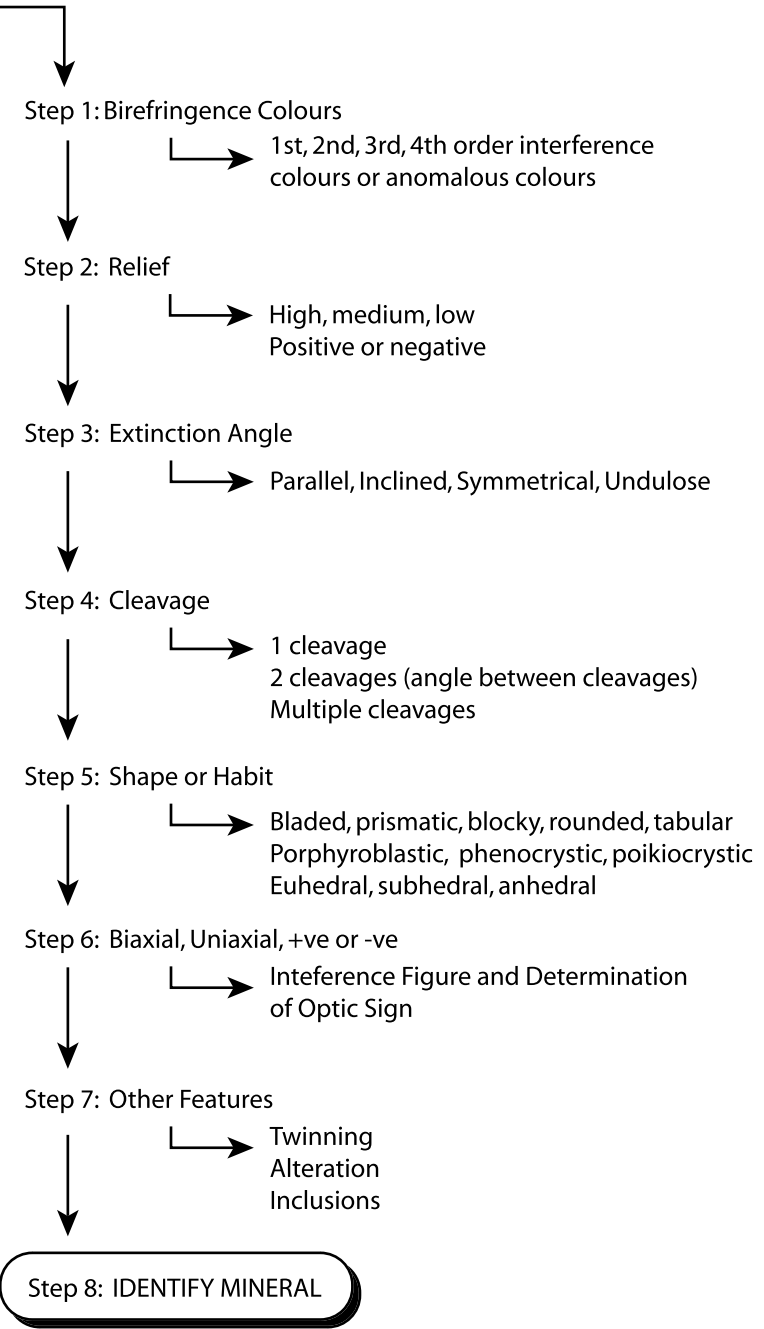 Step 1: Birefringence Colours
1st, 2nd, 3rd, 4th order interference
colours or anomalous colours
Step 2: Relief
High, medium, low
Positive or negative
Step 3: Extinction Angle
Parallel, Inclined, Symmetrical, Undulose
Step 4: Cleavage
1 cleavage
2 cleavages (angle between cleavages)
Multiple cleavages
Step 5: Shape or Habit
Bladed, prismatic, blocky, rounded, tabular
Porphyroblastic, phenocrystic, poikiocrystic
Euhedral, subhedral, anhedral
Step 6: Biaxial, Uniaxial, +ve or -ve
Inteference Figure and Determination
of Optic Sign
Step 7: Other Features
Twinning
Alteration
Inclusions
Step 8: IDENTIFY MINERAL